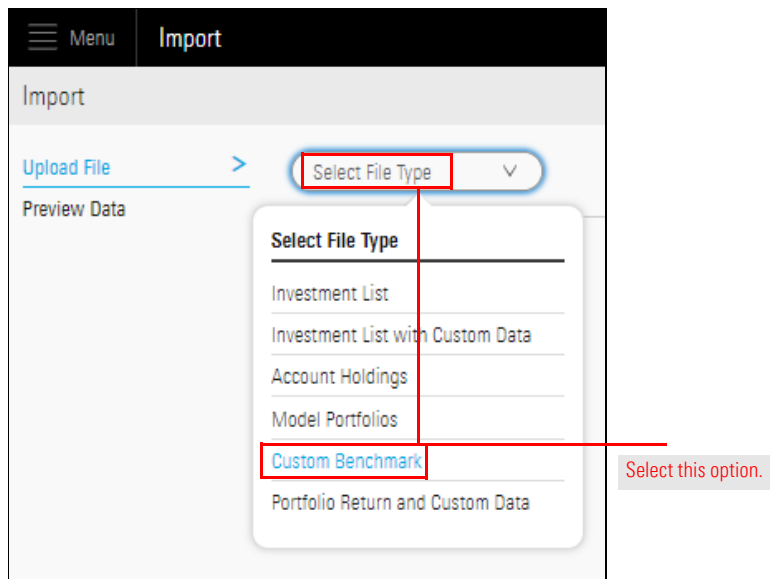 Menu Import
Import
Upload File >
Select File Type
Preview Data
Select File Type
Investment List
Investment List with Custom Data
Account Holdings
Model Portfolios
Custom Benchmark
Select this option.
Portfolio Return and Custom Data